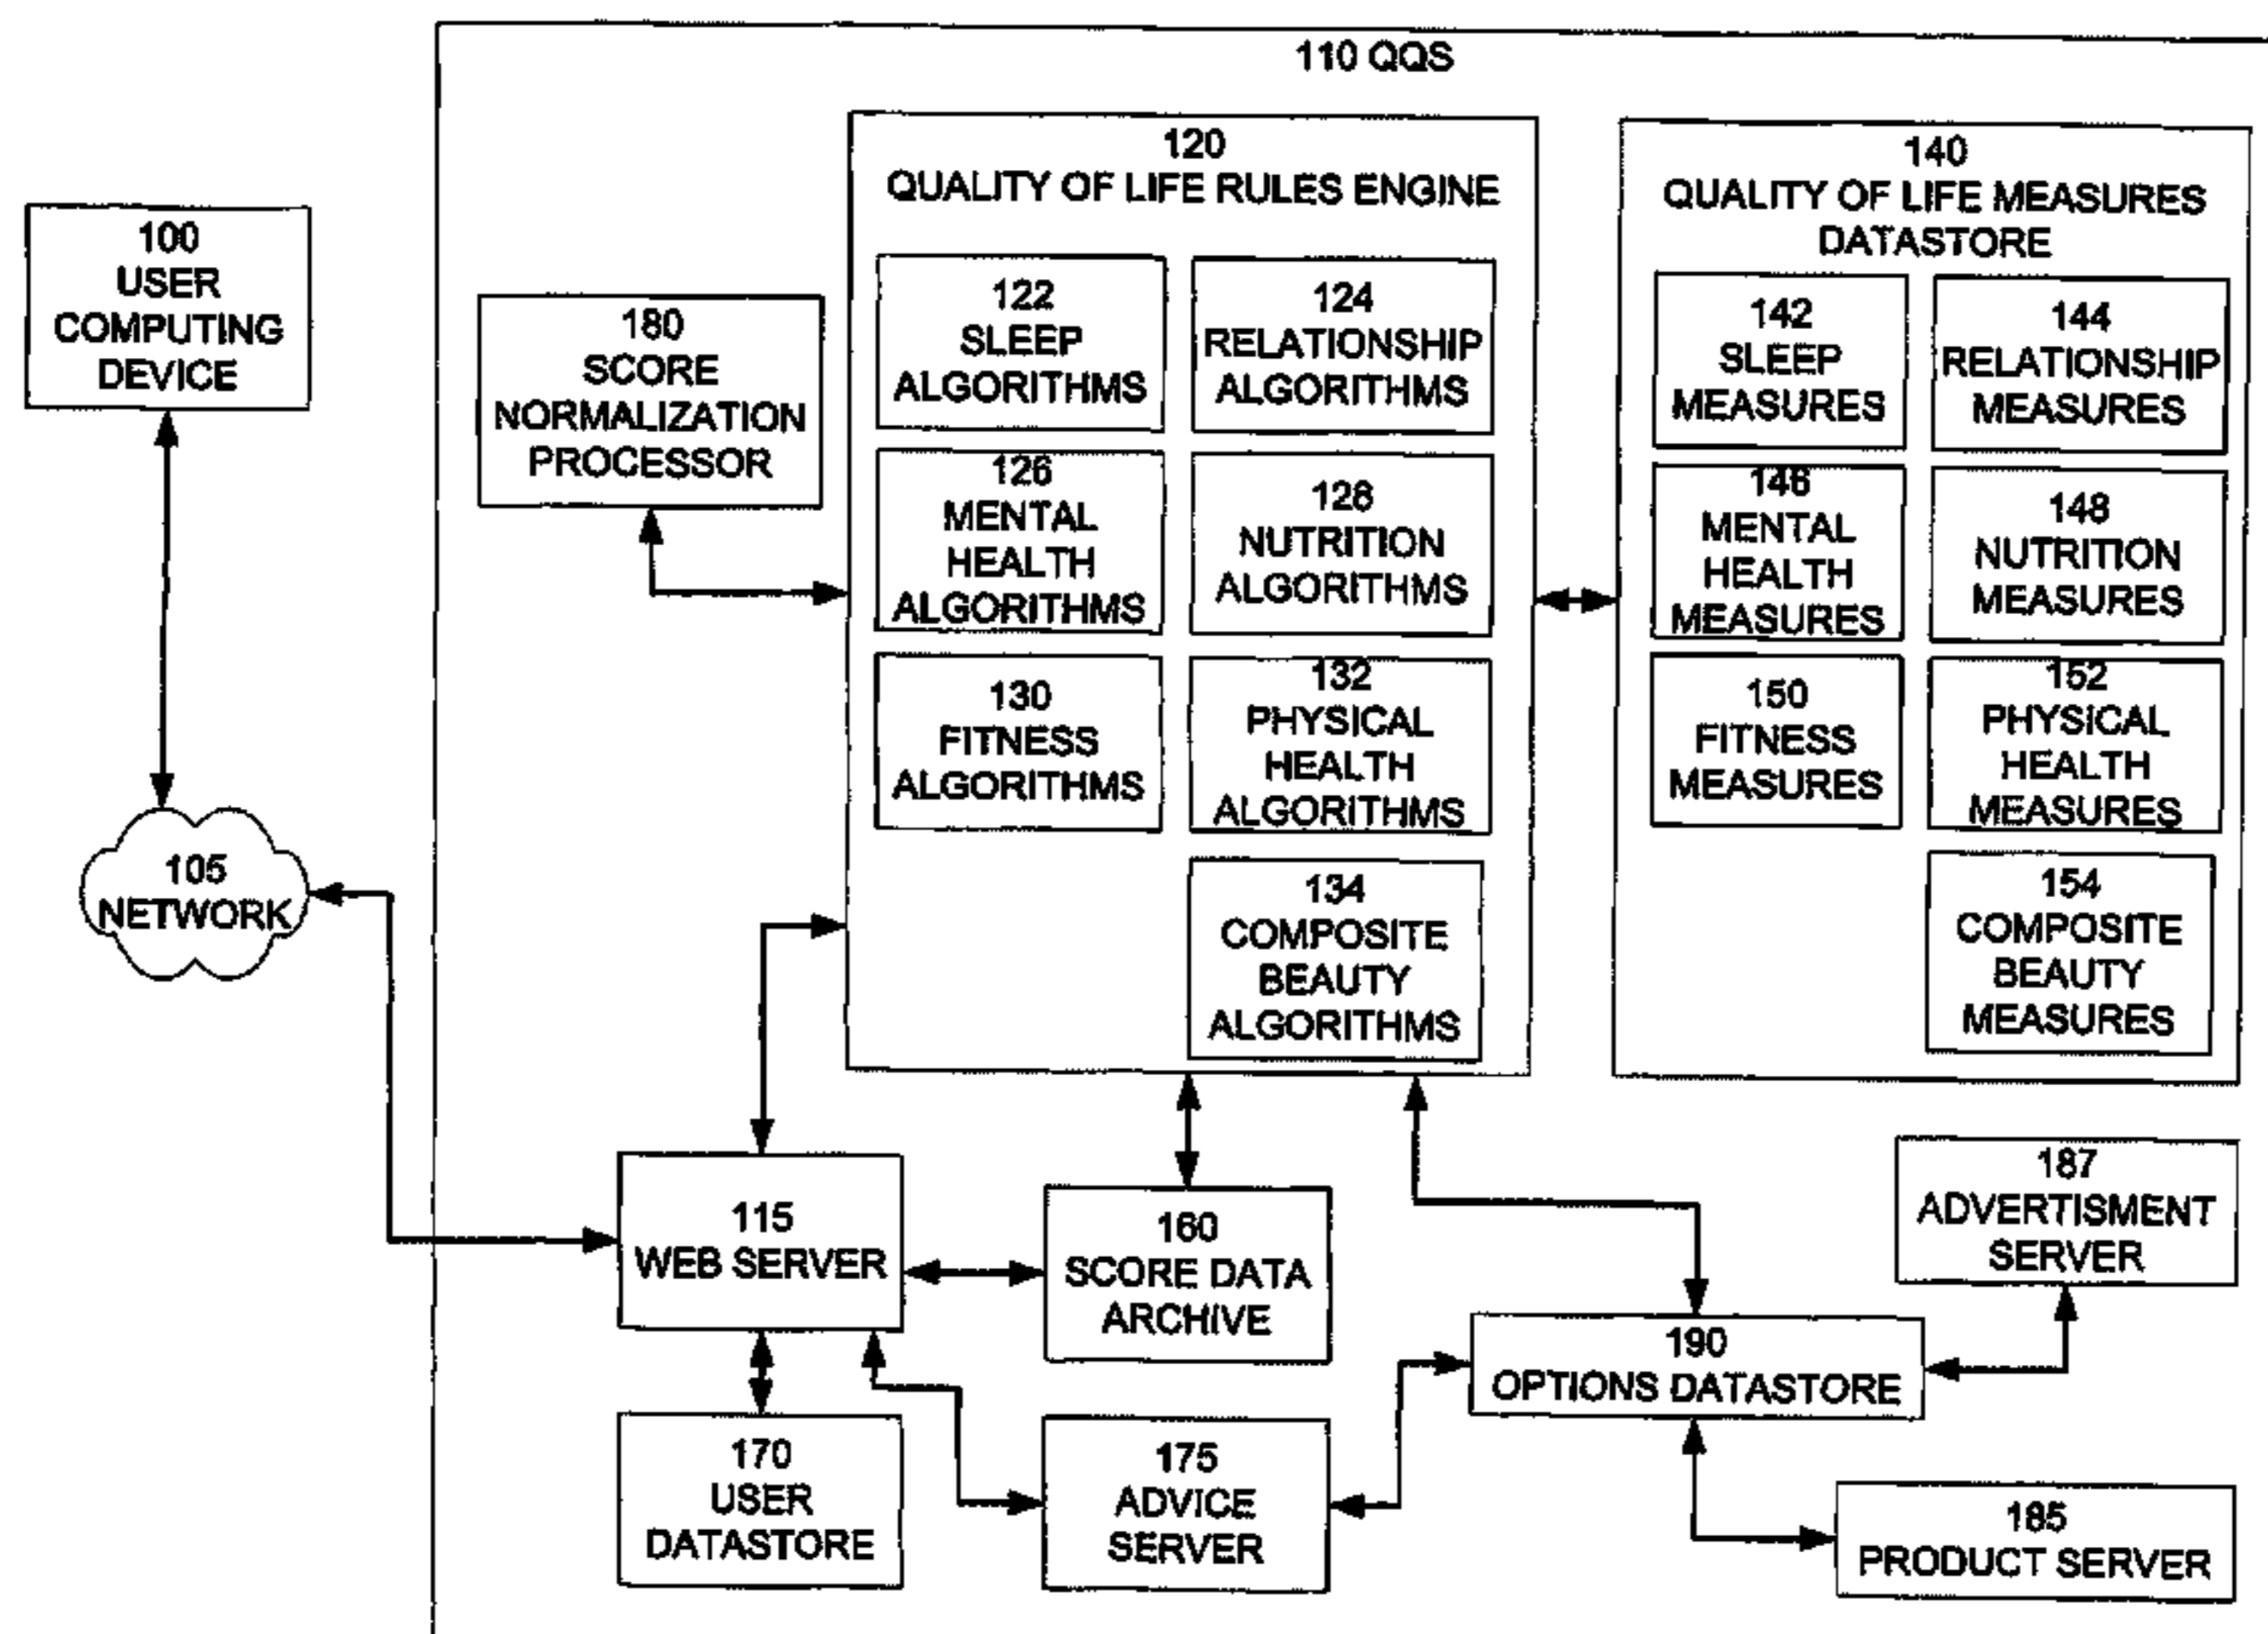 110 QQS
100
USER
COMPUTING
DEVICE
105
NETWORK
180
SCORE
NORMALIZATION
PROCESSOR
120
QUALITY OF LIFE RULES ENGINE
122
SLEEP
ALGORITHMS
124
RELATIONSHIP
ALGORITHMS
126
MENTAL
HEALTH
ALGORITHMS
128
NUTRITION
ALGORITHMS
130
FITNESS
ALGORITHMS
132
PHYSICAL
HEALTH
ALGORITHMS
134
COMPOSITE
BEAUTY
ALGORITHMS
140
QUALITY OF LIFE MEASURES
DATASTORE
142
SLEEP
MEASURES
144
RELATIONSHIP
MEASURES
146
MENTAL
HEALTH
MEASURES
148
NUTRITION
MEASURES
150
FITNESS
MEASURES
152
PHYSICAL
HEALTH
MEASURES
154
COMPOSITE
BEAUTY
MEASURES
115
WEB SERVER
160
SCORE DATA
ARCHIVE
187
ADVERTISMENT
SERVER
190
OPTIONS DATASTORE
170
USER
DATASTORE
175
ADVICE
SERVER
185
PRODUCT SERVER